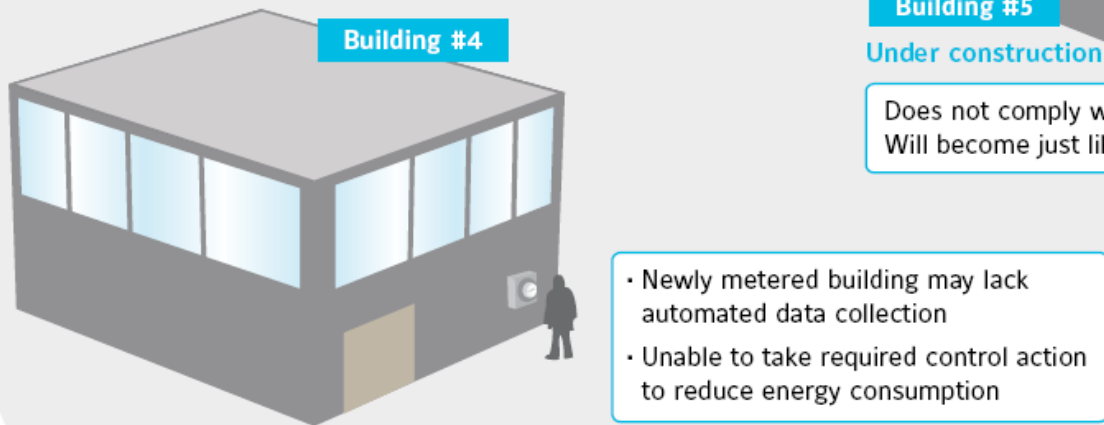 Building #4
Building #5
Under construction
Does not comply w
Will become just li
· Newly metered building may lack
automated data collection
· Unable to take required control action
to reduce energy consumption